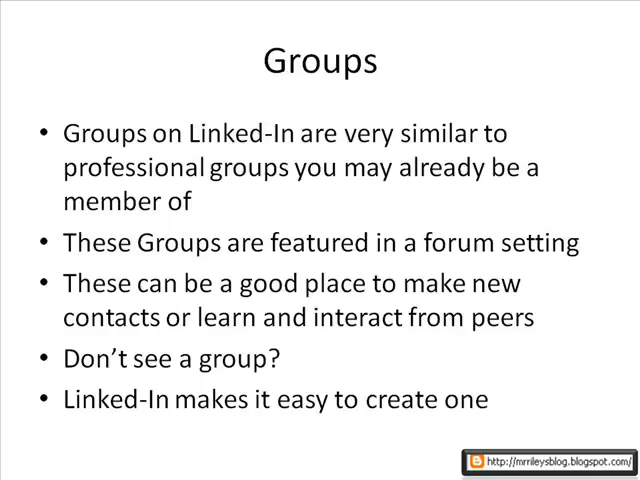 Groups
• Groups on Linked-In are very similar to
professional groups you may already be a
member of
• These Groups are featured in a forum setting
• These can be a good place to make new
contacts or learn and interact from peers
• Don't see a group?
• Linked-In makes it easy to create one
http://mrrileysblog.blogspot.com/